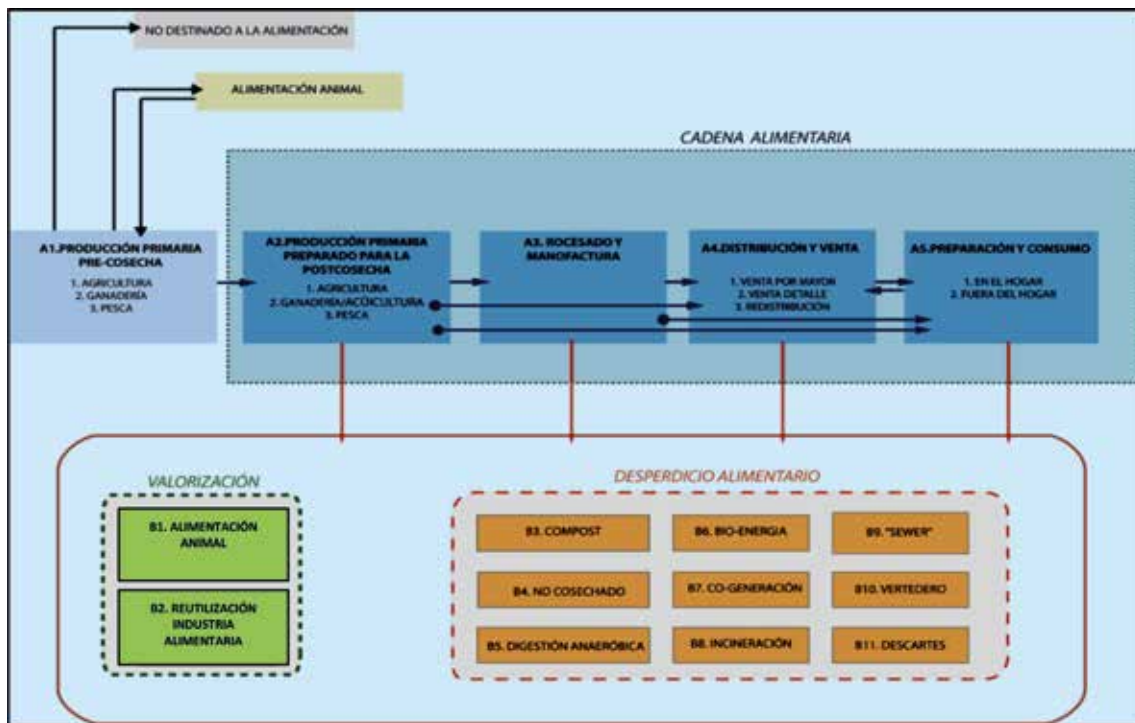 NO DESTINADO A LA ALIMENTACIÓN
ALIMENTACIÓN ANIMAL
CADENA ALIMENTARIA
A1.PRODUCCIÓN PRIMARIA
PRE-COSECHA
1. AGRICULTURA
2. GANADERÍA
3. PESCA
A2.PRODUCCIÓN PRIMARIA
PREPARADO PARA LA
POSTCOSECHA
1. AGRICULTURA
2. GANADERÍA/ACÜICULTURA
3. PESCA
A3. ROCESADO Y
MANUFACTURA
A4.DISTRIBUCIÓN Y VENTA
1. VENTA POR MAYOR
2. VENTA DETALLE
3. REDISTRIBUCIÓN
A5.PREPARACIÓN Y CONSUMO
1. EN EL HOGAR
2. FUERA DEL HOGAR
VALORIZACIÓN
B1. ALIMENTACIÓN
ANIMAL
B2. REUTILIZACIÓN
INDUSTRIA
ALIMENTARIA
DESPERDICIO ALIMENTARIO
B3. COMPOST
B6. BIO-ENERGIA
B9. "SEWER"
B4. NO COSECHADO
B7. CO-GENERACIÓN
B10. VERTEDERO
B5. DIGESTIÓN ANAERÓBICA
B8. INCINERACIÓN
B11. DESCARTES